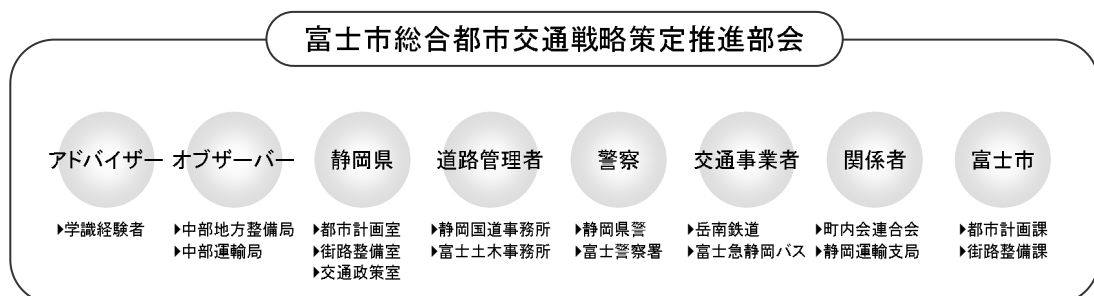 富士市総合都市交通戦略策定推進部会
アドバイザー
▶学識経験者
オブザーバー
▶中部地方整備局
▶中部運輸局
静岡県
▶都市計画室
▶街路整備室
▶交通政策室
道路管理者
▶静岡国道事務所
▶富士土木事務所
警察
▶静岡県警
▶富士警察署
交通事業者
▶岳南鉄道
▶富士急静岡バス
関係者
▶町内会連合会
▶静岡運輸支局
富士市
▶都市計画課
▶街路整備課